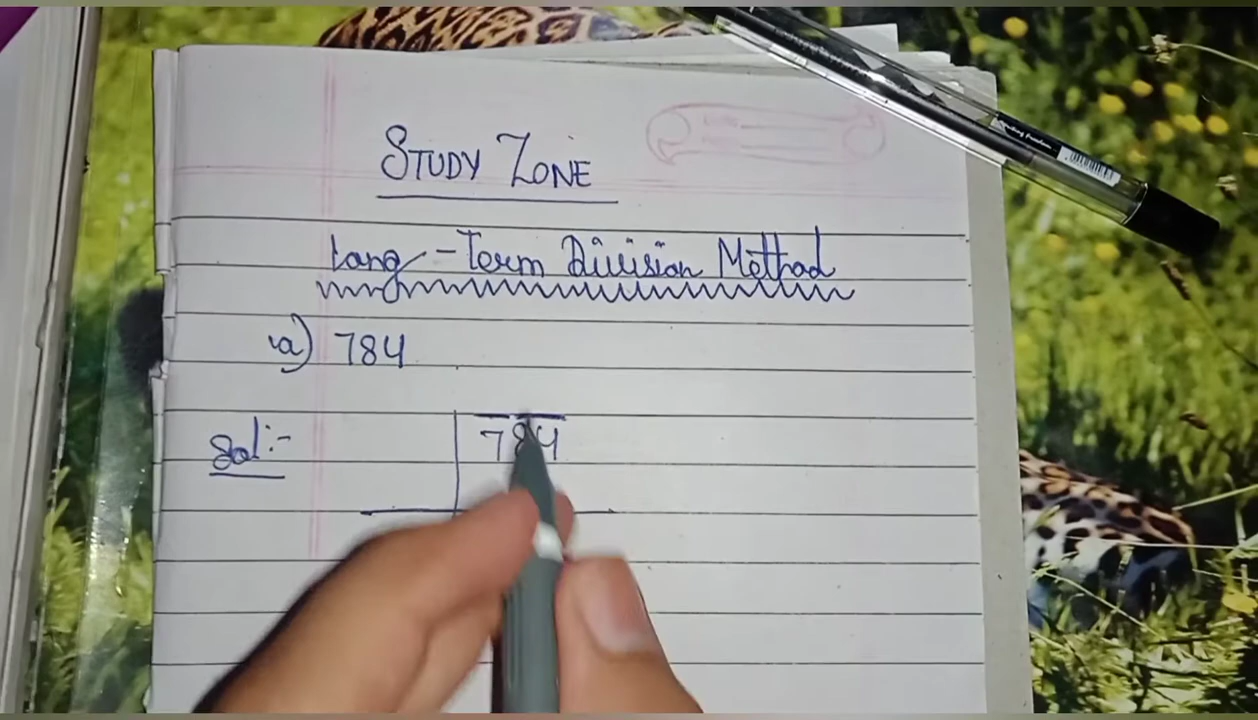 STUDY ZONE
Long-Term Division Method
a) 784
Sol:-
784